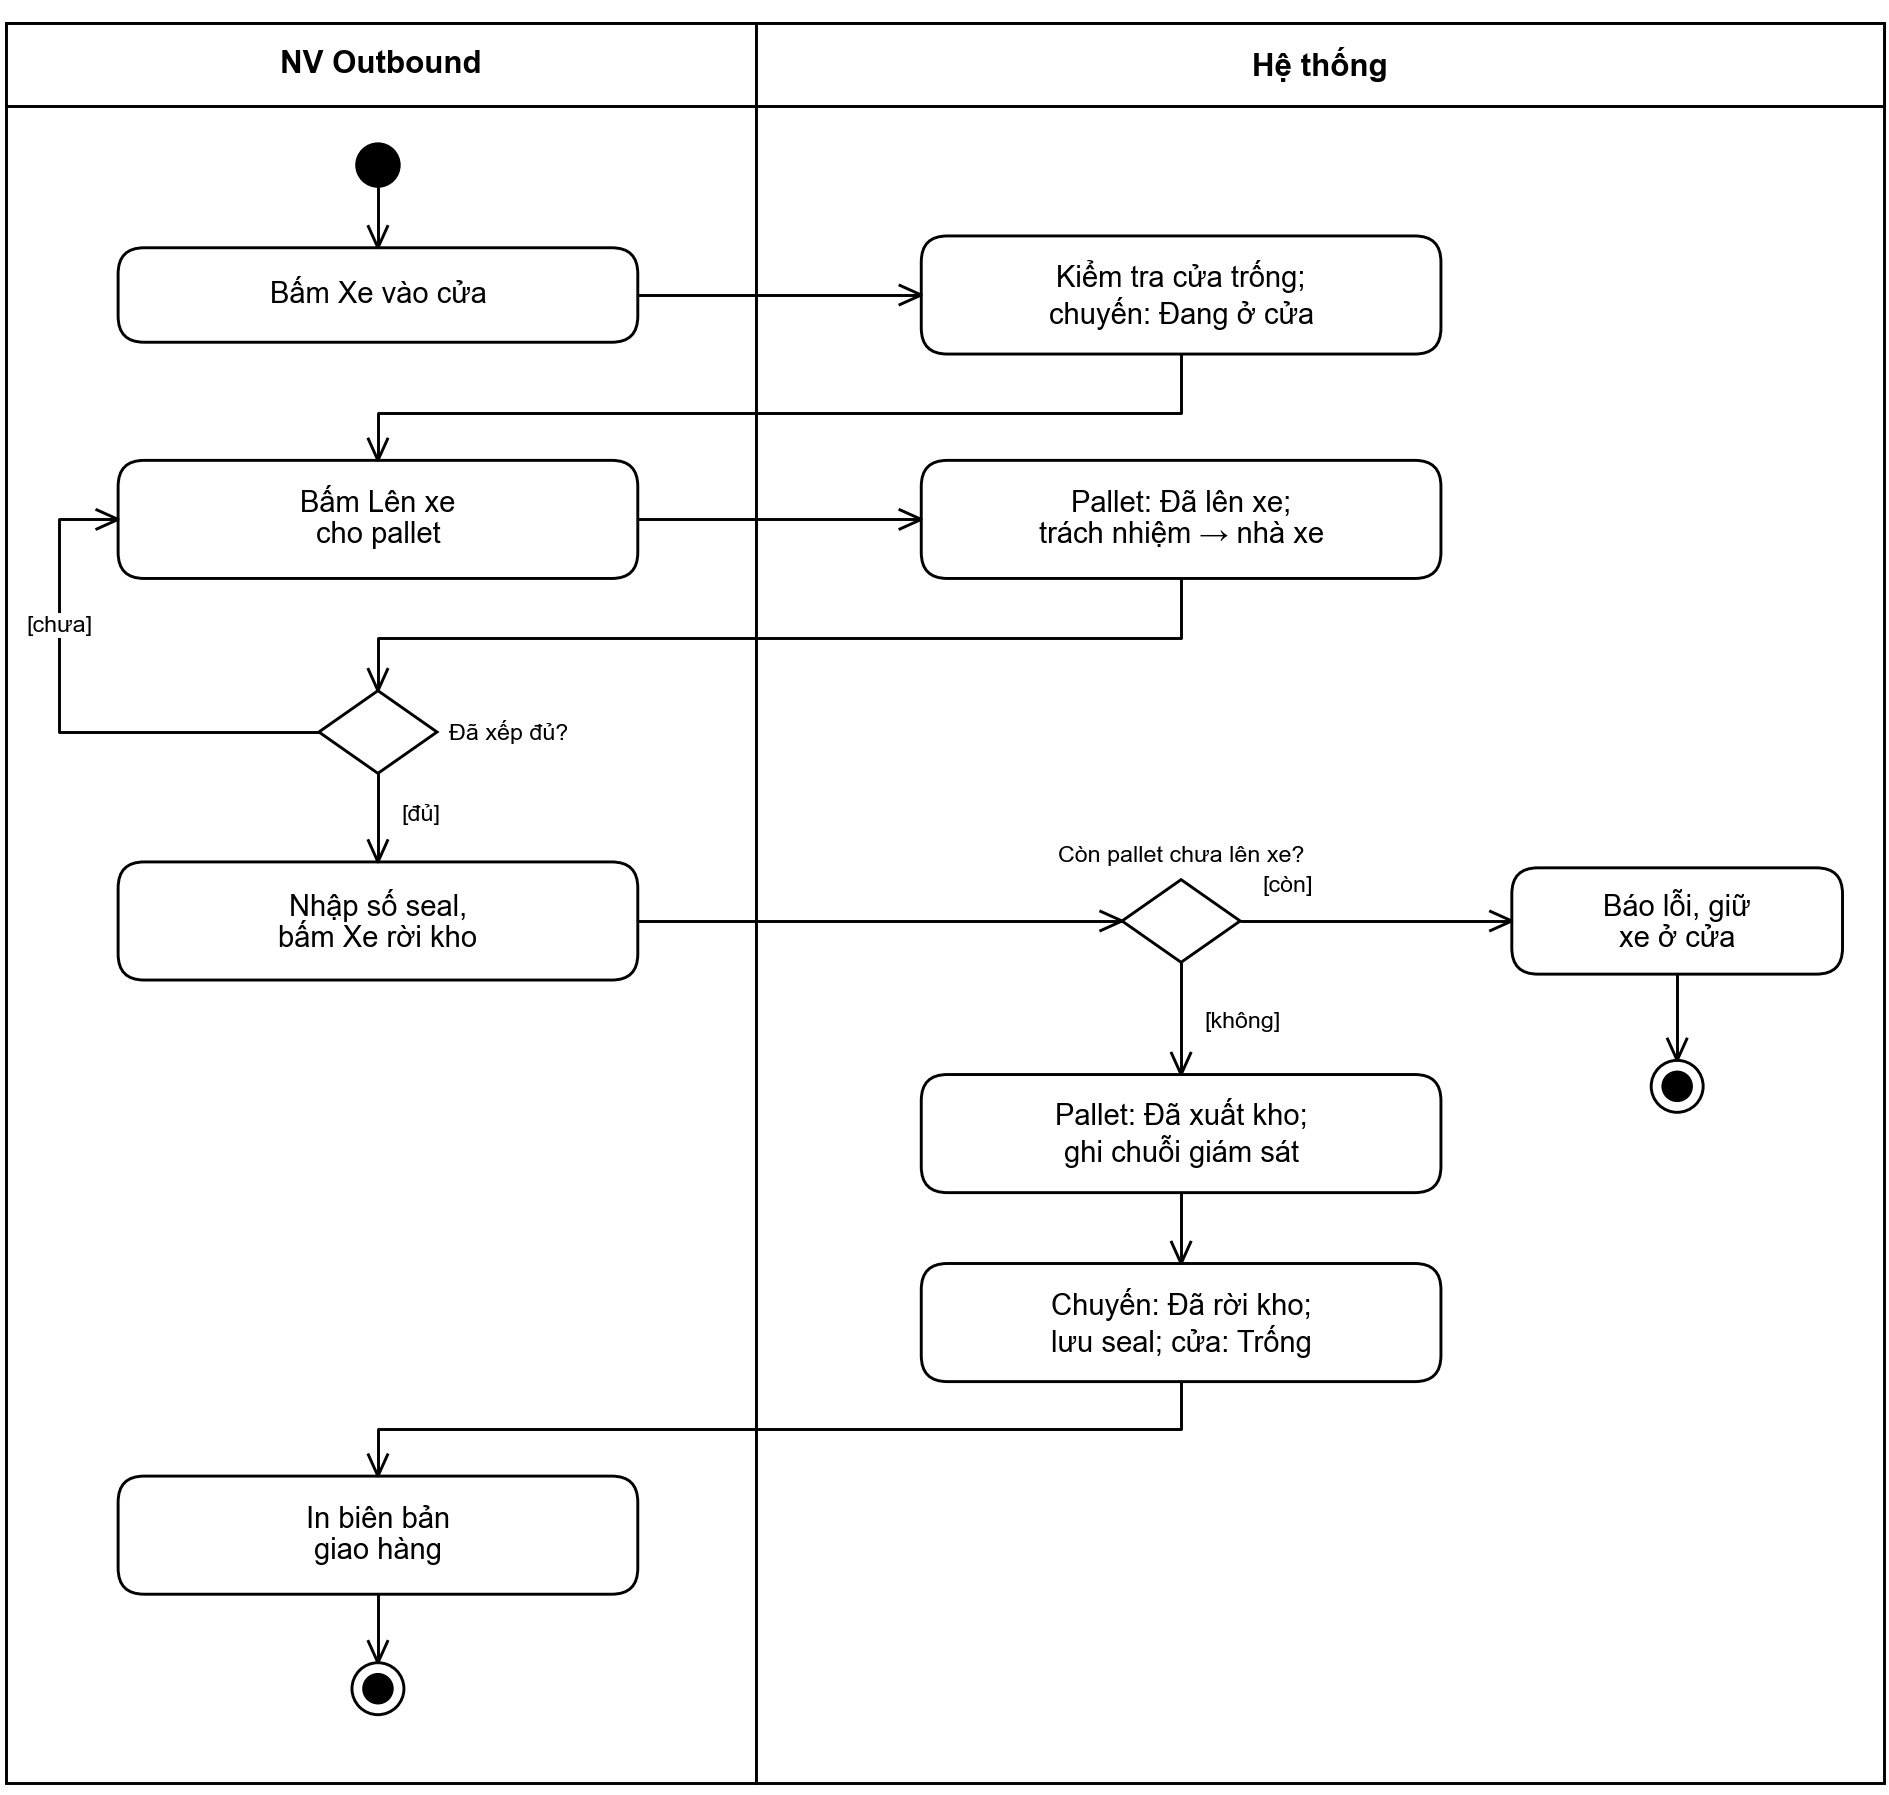 NV Outbound
Hệ thống
Bấm Xe vào cửa
Kiểm tra cửa trống;
chuyến: Đang ở cửa
Bấm Lên xe
cho pallet
Pallet: Đã lên xe;
trách nhiệm → nhà xe
[chưa]
Đã xếp đủ?
[đủ]
Nhập số seal,
bấm Xe rời kho
Còn pallet chưa lên xe?
[còn]
Báo lỗi, giữ
xe ở cửa
[không]
Pallet: Đã xuất kho;
ghi chuỗi giám sát
Chuyến: Đã rời kho;
lưu seal; cửa: Trống
In biên bản
giao hàng